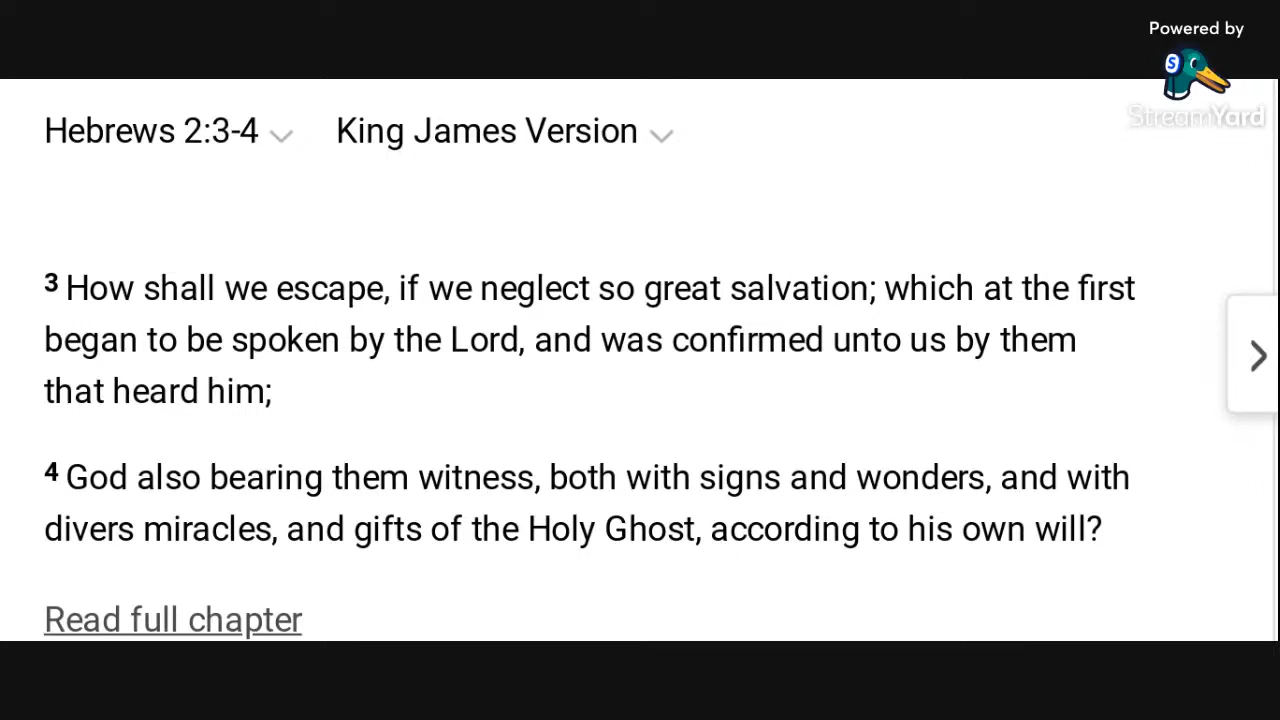 Powered by
StreamYard
Hebrews 2:3-4 King James Version
3 How shall we escape, if we neglect so great salvation; which at the first
began to be spoken by the Lord, and was confirmed unto us by them
that heard him;
4 God also bearing them witness, both with signs and wonders, and with
divers miracles, and gifts of the Holy Ghost, according to his own will?
Read full chapter